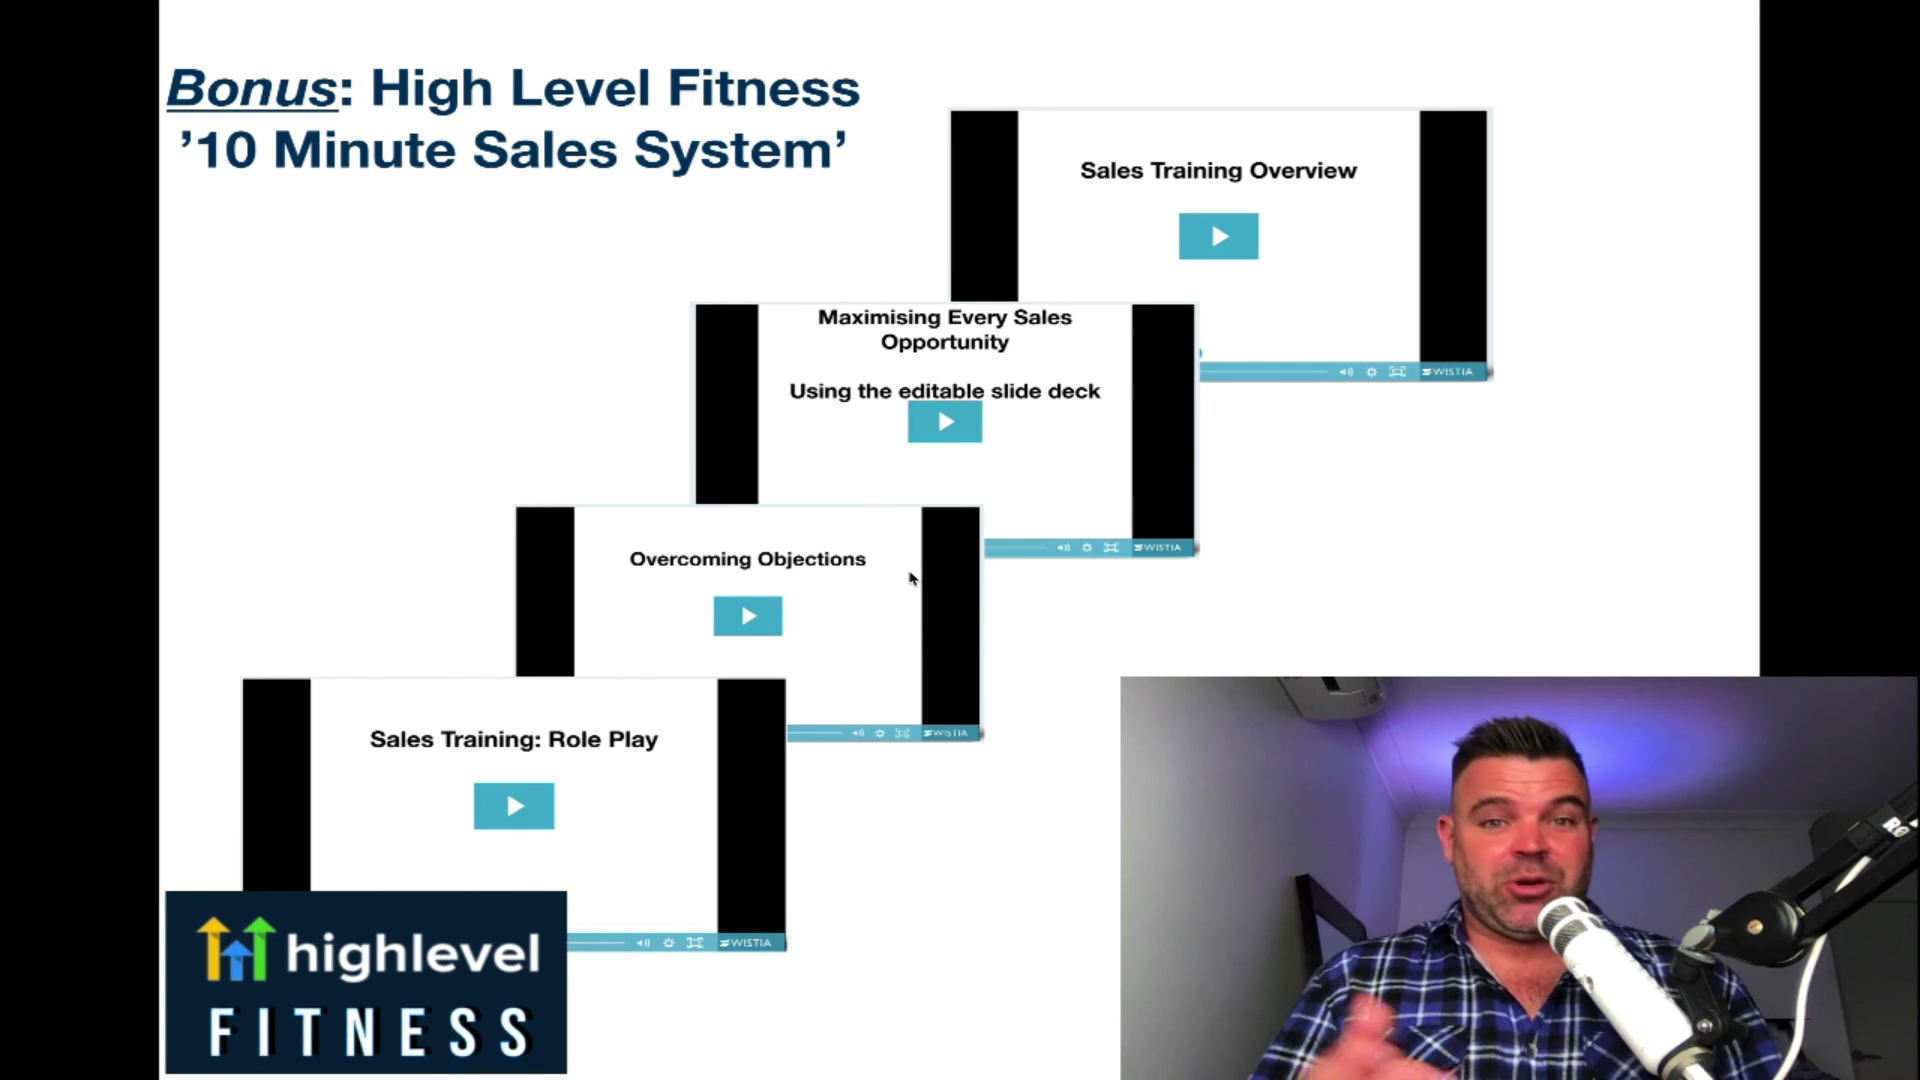 Bonus: High Level Fitness
’10 Minute Sales System’
Sales Training Overview
WISTIA
Maximising Every Sales
Opportunity
Using the editable slide deck
WISTIA
Overcoming Objections
WISTIA
Sales Training: Role Play
WISTIA
highlevel
FITNESS